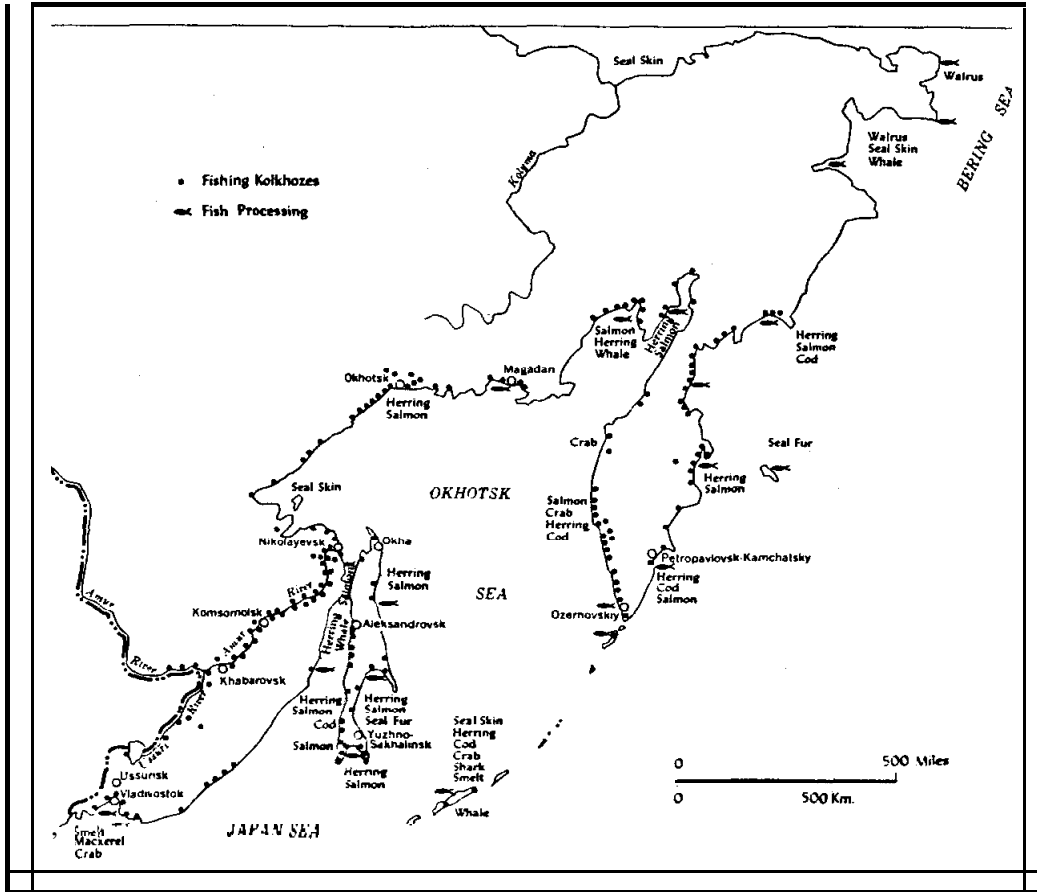 Seal Skin
Walrus
BERING SEA
Walrus
Seal Skin
Whale
Kolyma
Fishing Kolkhozes
Fish Processing
Salmon
Herring
Whale
Herring
Salmon
Herring
Salmon
Cod
Okhotsk
Magadan
Herring
Salmon
Crab
Seal Fur
Herring
Salmon
Seal Skin
OKHOTSK
SEA
Salmon
Crab
Herring
Cod
Nikolayevsk
Okha
Petropavlovsk-Kamchatsky
Herring
Cod
Salmon
Herring
Salmon
Ozernovskiy
Amur
River
Komsomolsk
Amur
River
Herring
Whale
Aleksandrovsk
Khabarovsk
River
Herring
Salmon
Cod
Herring
Salmon
Seal Fur
Yuzhno-
Sakhalinsk
Salmon
Herring
Salmon
Seal Skin
Herring
Cod
Crab
Shark
Smelt
Whale
Ussurisk
Vladivostok
Smelt
Mackerel
Crab
JAPAN SEA
0 500 Miles
0 500 Km.